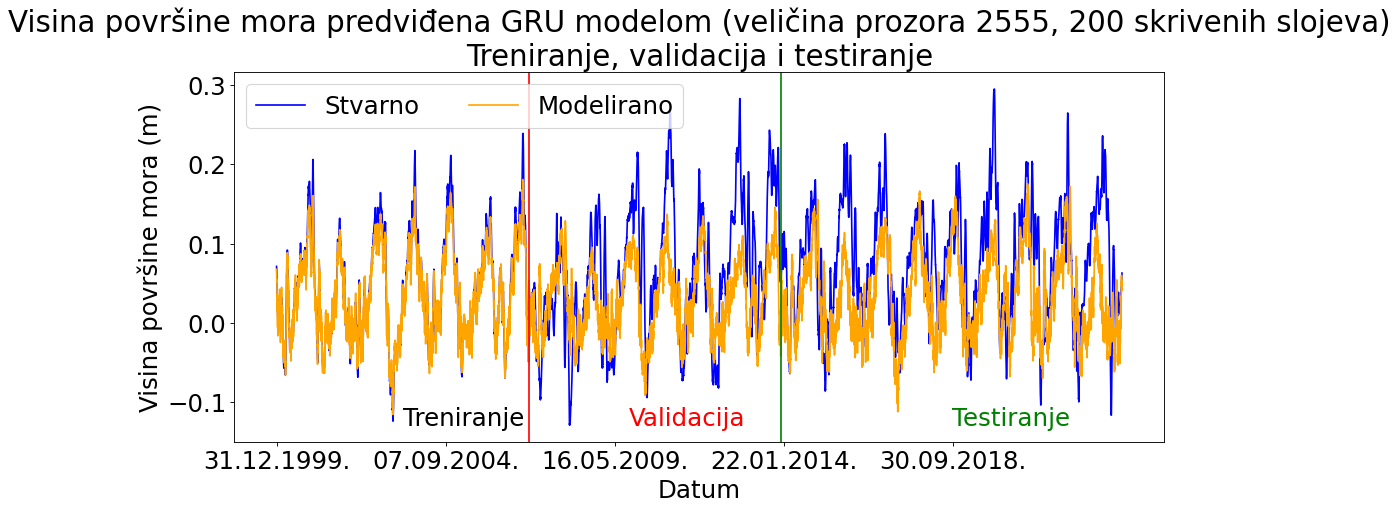 Visina površine mora predviđena GRU modelom (veličina prozora 2555, 200 skrivenih slojeva)
Treniranje, validacija i testiranje
Stvarno
Modelirano
Visina površine mora (m)
0.3
0.2
0.1
0.0
−0.1
Treniranje
Validacija
Testiranje
31.12.1999.
07.09.2004.
16.05.2009.
22.01.2014.
30.09.2018.
Datum